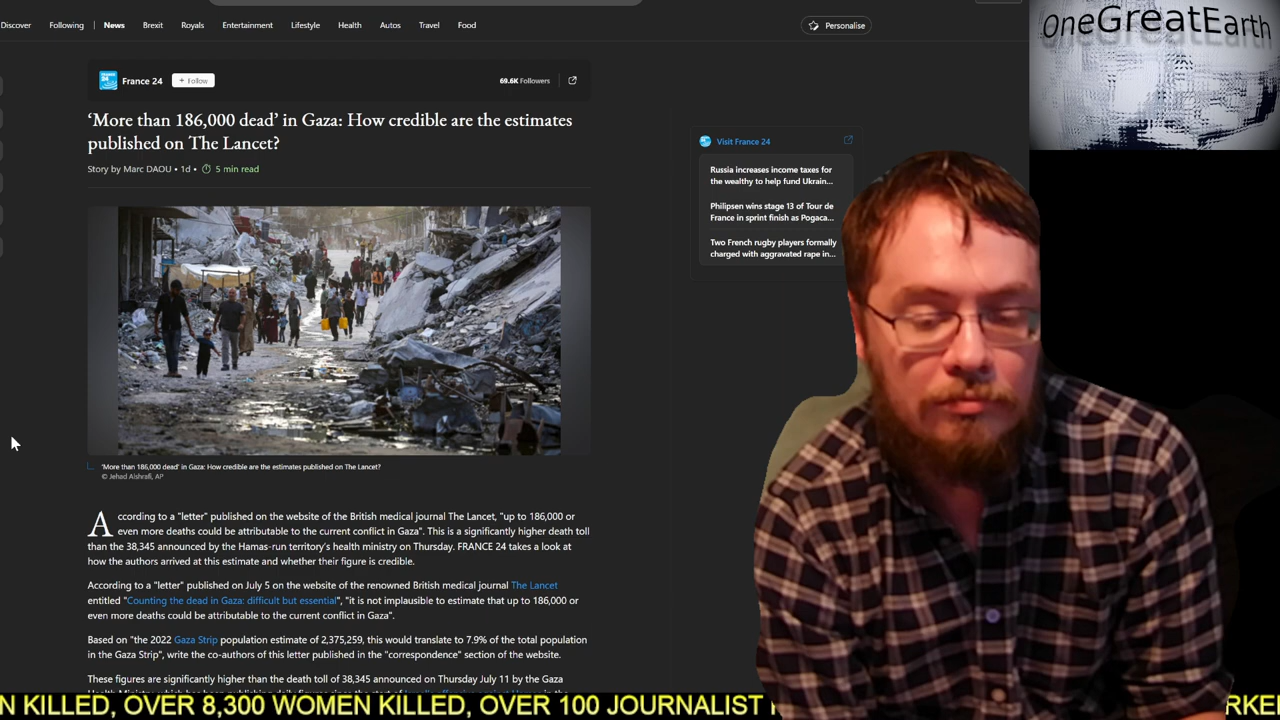 Discover Following News Brexit Royals Entertainment Lifestyle Health Autos Travel Food
Personalise
OneGreatEarth
France 24
+ Follow
69.6K Followers
‘More than 186,000 dead’ in Gaza: How credible are the estimates
published on The Lancet?
Story by Marc DAOU • 1d • 5 min read
Visit France 24
Russia increases income taxes for
the wealthy to help fund Ukrain...
Philipsen wins stage 13 of Tour de
France in sprint finish as Pogaca...
Two French rugby players formally
charged with aggravated rape in...
‘More than 186,000 dead’ in Gaza: How credible are the estimates published on The Lancet?
© Jehad Alshrafi, AP
According to a "letter" published on the website of the British medical journal The Lancet, "up to 186,000 or
even more deaths could be attributable to the current conflict in Gaza". This is a significantly higher death toll
than the 38,345 announced by the Hamas-run territory's health ministry on Thursday. FRANCE 24 takes a look at
how the authors arrived at this estimate and whether their figure is credible.
According to a "letter" published on July 5 on the website of the renowned British medical journal The Lancet
entitled "Counting the dead in Gaza: difficult but essential", "it is not implausible to estimate that up to 186,000 or
even more deaths could be attributable to the current conflict in Gaza".
Based on "the 2022 Gaza Strip population estimate of 2,375,259, this would translate to 7.9% of the total population
in the Gaza Strip", write the co-authors of this letter published in the "correspondence" section of the website.
These figures are significantly higher than the death toll of 38,345 announced on Thursday July 11 by the Gaza
N KILLED, OVER 8,300 WOMEN KILLED, OVER 100 JOURNALIST